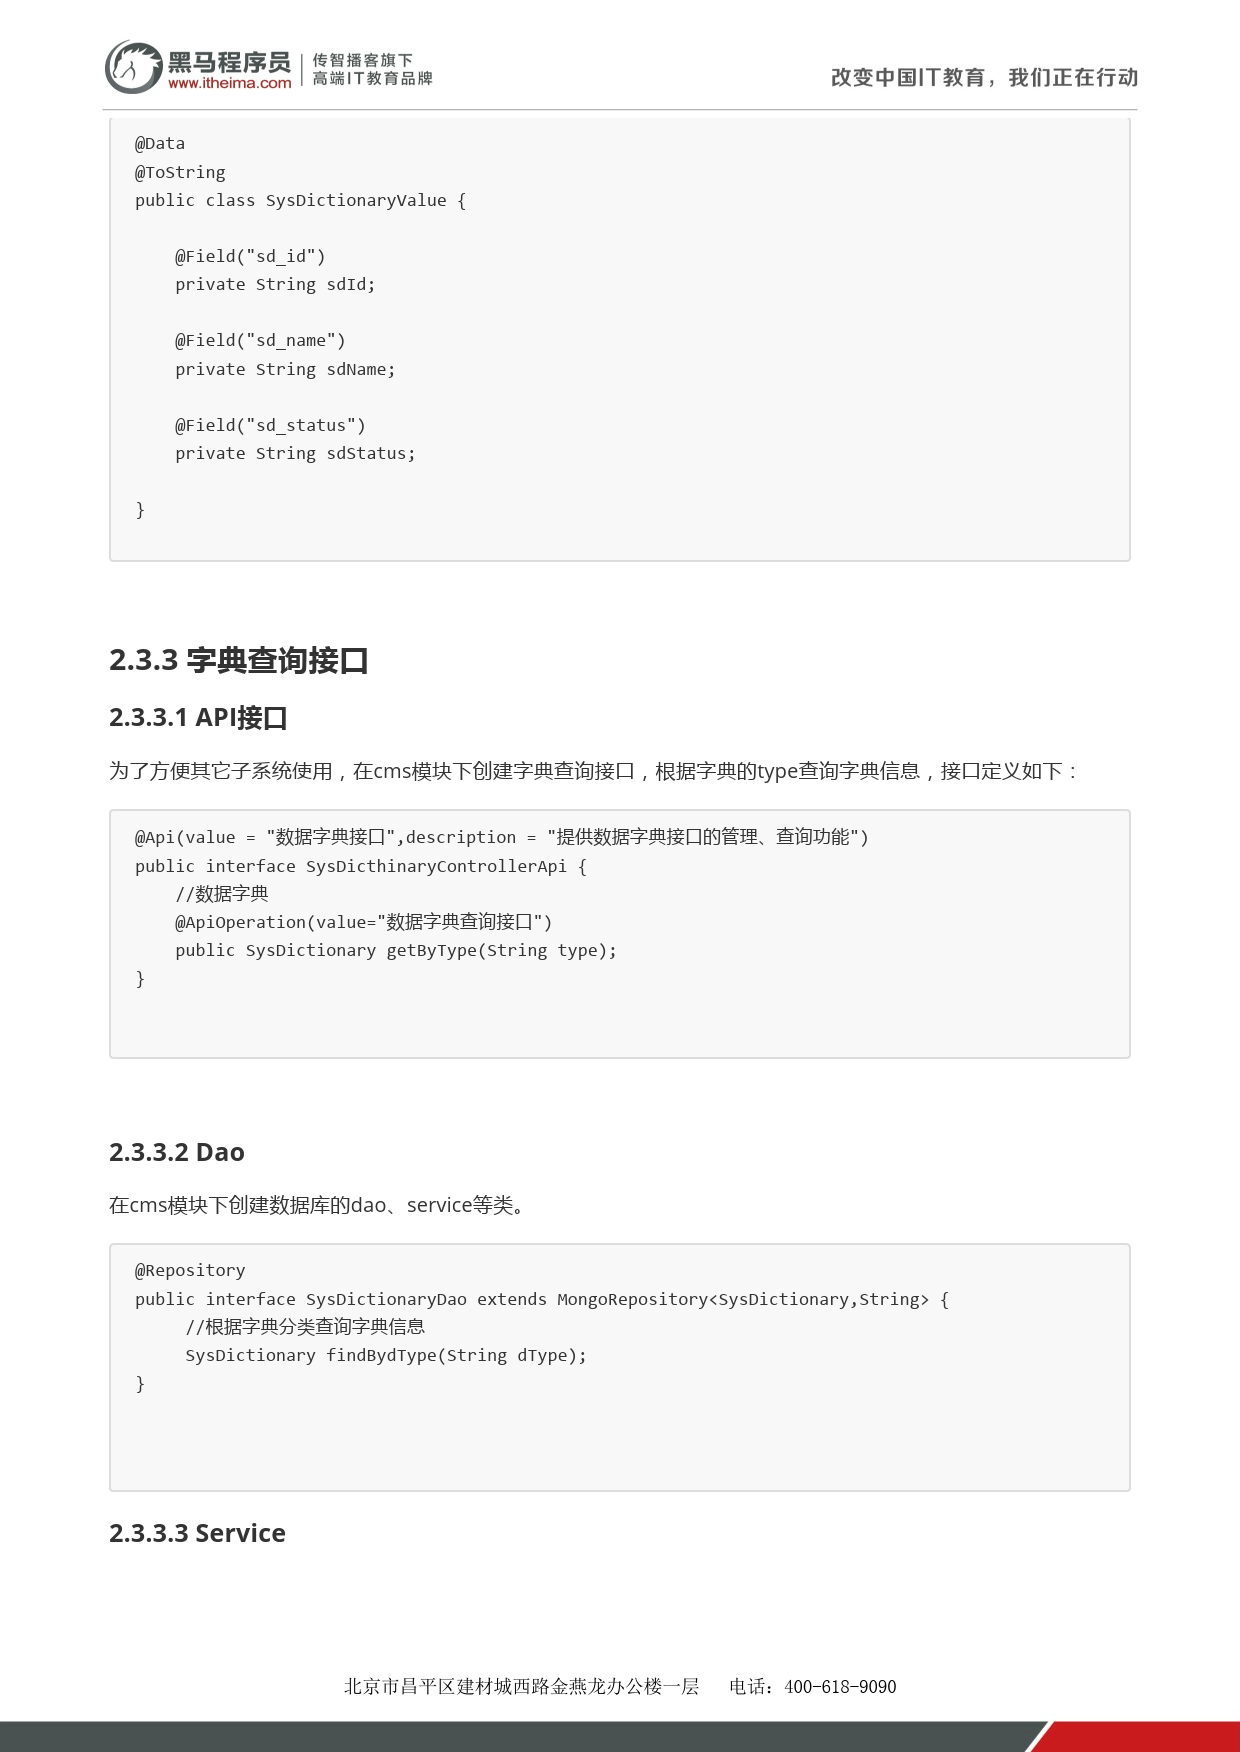 黑马程序员
www.itheima.com
传智播客旗下
高端IT教育品牌
改变中国IT教育，我们正在行动
@Data
@ToString
public class SysDictionaryValue {
@Field("sd_id")
private String sdId;
@Field("sd_name")
private String sdName;
@Field("sd_status")
private String sdStatus;
}
2.3.3 字典查询接口
2.3.3.1 API接口
为了方便其它子系统使用，在cms模块下创建字典查询接口，根据字典的type查询字典信息，接口定义如下：
@Api(value = "数据字典接口",description = "提供数据字典接口的管理、查询功能")
public interface SysDicthinaryControllerApi {
//数据字典
@ApiOperation(value="数据字典查询接口")
public SysDictionary getByType(String type);
}
2.3.3.2 Dao
在cms模块下创建数据库的dao、service等类。
@Repository
public interface SysDictionaryDao extends MongoRepository<SysDictionary,String> {
//根据字典分类查询字典信息
SysDictionary findBydType(String dType);
}
2.3.3.3 Service
北京市昌平区建材城西路金燕龙办公楼一层 电话：400-618-9090